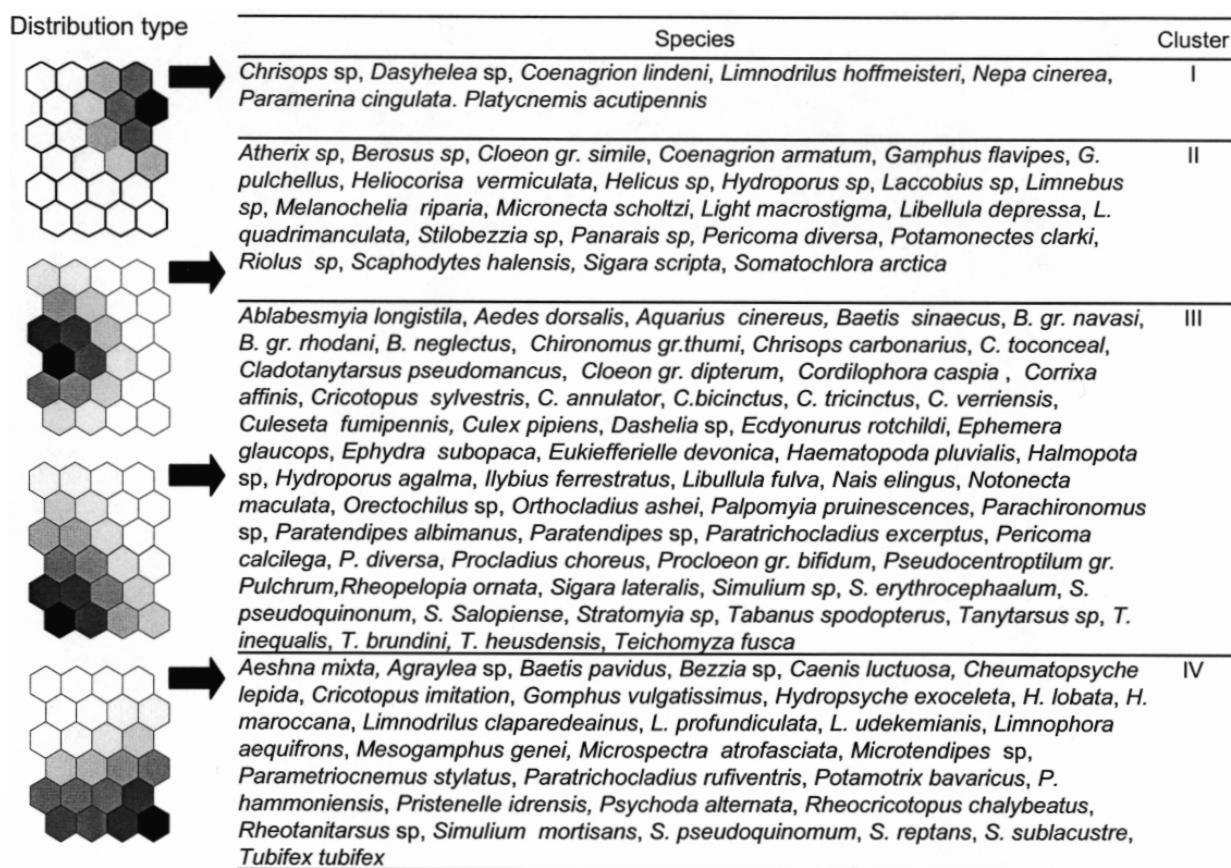 Distribution type
Species
Cluster
Chrisops sp, Dasyhelea sp, Coenagrion lindeni, Limnodrilus hoffmeisteri, Nepa cinerea,
I
Paramerina cingulata. Platycnemis acutipennis
Atherix sp, Berosus sp, Cloeon gr. simile, Coenagrion armatum, Gamphus flavipes, G.
II
pulchellus, Heliocorisa vermiculata, Helicus sp, Hydroporus sp, Laccobius sp, Limnebus
sp, Melanochelia riparia, Micronecta scholtzi, Light macrostigma, Libellula depressa, L.
quadrimanculata, Stilobezzia sp, Panarais sp, Pericoma diversa, Potamonectes clarki,
Riolus sp, Scaphodytes halensis, Sigara scripta, Somatochlora arctica
Ablabesmyia longistila, Aedes dorsalis, Aquarius cinereus, Baetis sinaecus, B. gr. navasi,
III
B. gr. rhodani, B. neglectus, Chironomus gr.thumi, Chrisops carbonarius, C. toconceal,
Cladotanytarsus pseudomancus, Cloeon gr. dipterum, Cordilophora caspia , Corrixa
affinis, Cricotopus sylvestris, C. annulator, C.bicinctus, C. tricinctus, C. verriensis,
Culeseta fumipennis, Culex pipiens, Dashelia sp, Ecdyonurus rotchildi, Ephemera
glaucops, Ephydra subopaca, Eukiefferielle devonica, Haematopoda pluvialis, Halmopota
sp, Hydroporus agalma, Ilybius ferrestratus, Libullula fulva, Nais elingus, Notonecta
maculata, Orectochilus sp, Orthocladius ashei, Palpomyia pruinescences, Parachironomus
sp, Paratendipes albimanus, Paratendipes sp, Paratrichocladius excerptus, Pericoma
calcilega, P. diversa, Procladius choreus, Procloeon gr. bifidum, Pseudocentroptilum gr.
Pulchrum,Rheopelopia ornata, Sigara lateralis, Simulium sp, S. erythrocephaalum, S.
pseudoquinonum, S. Salopiense, Stratomyia sp, Tabanus spodopterus, Tanytarsus sp, T.
inequalis, T. brundini, T. heusdensis, Teichomyza fusca
Aeshna mixta, Agraylea sp, Baetis pavidus, Bezzia sp, Caenis luctuosa, Cheumatopsyche
IV
lepida, Cricotopus imitation, Gomphus vulgatissimus, Hydropsyche exoceleta, H. lobata, H.
maroccana, Limnodrilus claparedeainus, L. profundiculata, L. udekemianis, Limnophora
aequifrons, Mesogamphus genei, Microspectra atrofasciata, Microtendipes sp,
Parametriocnemus stylatus, Paratrichocladius rufiventris, Potamotrix bavaricus, P.
hammoniensis, Pristenelle idrensis, Psychoda alternata, Rheocricotopus chalybeatus,
Rheotanitarsus sp, Simulium mortisans, S. pseudoquinomum, S. reptans, S. sublacustre,
Tubifex tubifex